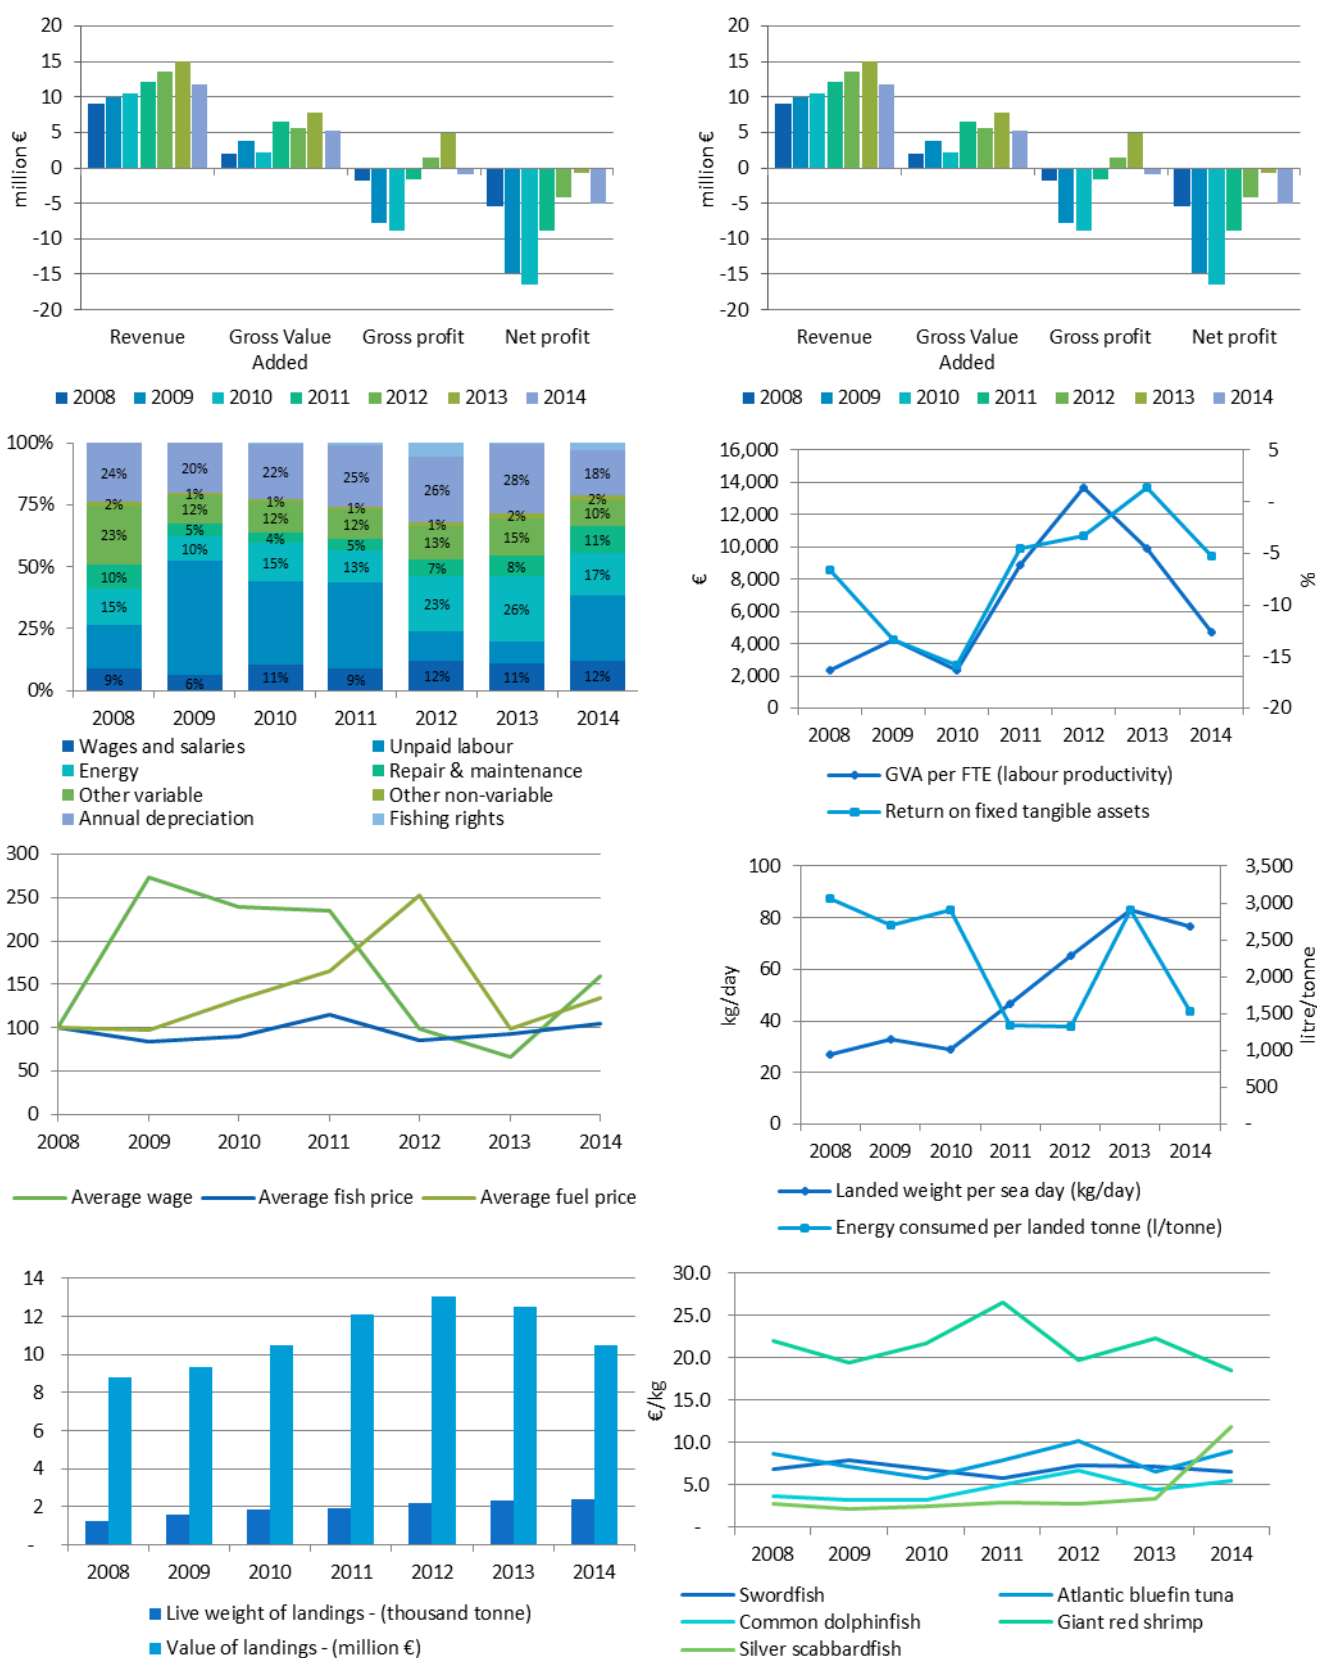 20
15
10
5
0
-5
-10
-15
-20
million €
Revenue Gross Value Added Gross profit Net profit
2008 2009 2010 2011 2012 2013 2014
20
15
10
5
0
-5
-10
-15
-20
million €
Revenue Gross Value Added Gross profit Net profit
2008 2009 2010 2011 2012 2013 2014
100%
75%
50%
25%
0%
24% 20% 22% 25% 26% 28% 18%
2% 1% 1% 1% 1% 2% 2%
23% 12% 12% 12% 13% 15% 10%
10% 5% 4% 5% 7% 8% 11%
15% 10% 15% 13% 23% 26% 17%
9% 6% 11% 9% 12% 11% 12%
2008 2009 2010 2011 2012 2013 2014
Wages and salaries Unpaid labour
Energy Repair & maintenance
Other variable Other non-variable
Annual depreciation Fishing rights
16,000
14,000
12,000
10,000
8,000
6,000
4,000
2,000
0
€
5
-
-5
-10
-15
-20
%
2008 2009 2010 2011 2012 2013 2014
GVA per FTE (labour productivity)
Return on fixed tangible assets
300
250
200
150
100
50
0
2008 2009 2010 2011 2012 2013 2014
Average wage Average fish price Average fuel price
100
80
60
40
20
0
kg/day
3,500
3,000
2,500
2,000
1,500
1,000
500
-
litre/tonne
2008 2009 2010 2011 2012 2013 2014
Landed weight per sea day (kg/day)
Energy consumed per landed tonne (l/tonne)
14
12
10
8
6
4
2
-
2008 2009 2010 2011 2012 2013 2014
Live weight of landings - (thousand tonne)
Value of landings - (million €)
30.0
25.0
20.0
15.0
10.0
5.0
-
€/kg
2008 2009 2010 2011 2012 2013 2014
Swordfish Atlantic bluefin tuna
Common dolphinfish Giant red shrimp
Silver scabbardfish